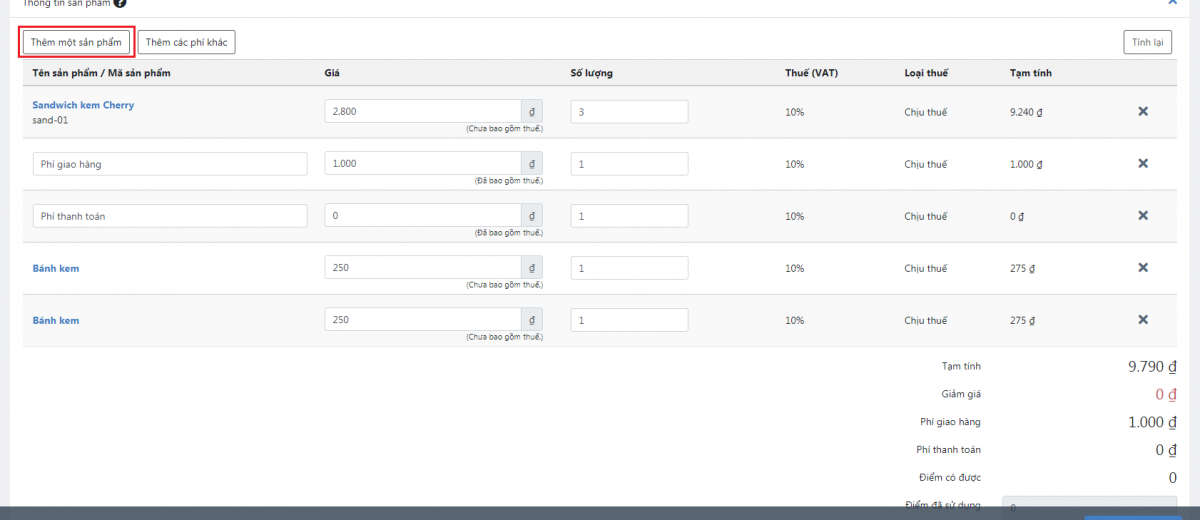 Thông tin sản phẩm ?
Thêm một sản phẩm Thêm các phí khác Tính lại
Tên sản phẩm / Mã sản phẩm Giá Số lượng Thuế (VAT) Loại thuế Tạm tính
Sandwich kem Cherry 2.800 ₫ 3 10% Chịu thuế 9.240 ₫
sand-01
(Chưa bao gồm thuế.)
Phí giao hàng 1.000 ₫ 1 10% Chịu thuế 1.000 ₫
(Đã bao gồm thuế.)
Phí thanh toán 0 ₫ 1 10% Chịu thuế 0 ₫
(Đã bao gồm thuế.)
Bánh kem 250 ₫ 1 10% Chịu thuế 275 ₫
(Chưa bao gồm thuế.)
Bánh kem 250 ₫ 1 10% Chịu thuế 275 ₫
(Chưa bao gồm thuế.)
Tạm tính 9.790 ₫
Giảm giá 0 ₫
Phí giao hàng 1.000 ₫
Phí thanh toán 0 ₫
Điểm có được 0
Điểm đã sử dụng 0